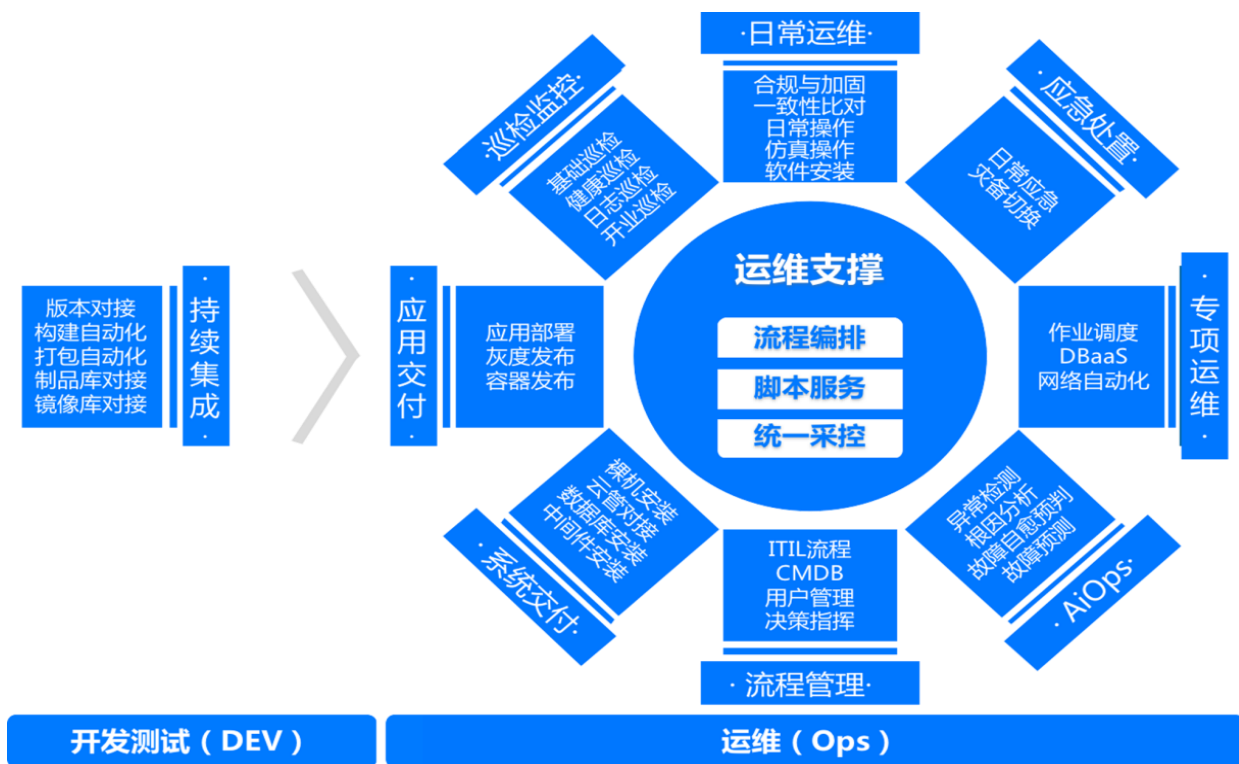 ·日常运维·
合规与加固
一致性比对
日常操作
仿真操作
软件安装
·巡检监控·
基础巡检
健康巡检
日志巡检
开业巡检
·应急处置·
日常应急
灾备切换
版本对接
构建自动化
打包自动化
制品库对接
镜像库对接
·持续集成·
·应用交付·
应用部署
灰度发布
容器发布
运维支撑
流程编排
脚本服务
统一采控
作业调度
DBaaS
网络自动化
·专项运维·
裸机安装
云管对接
数据库安装
中间件安装
·系统交付·
ITIL流程
CMDB
用户管理
决策指挥
·流程管理·
异常检测
根因分析
故障自愈预判
故障预测
·AiOps·
开发测试（DEV）
运维（Ops）